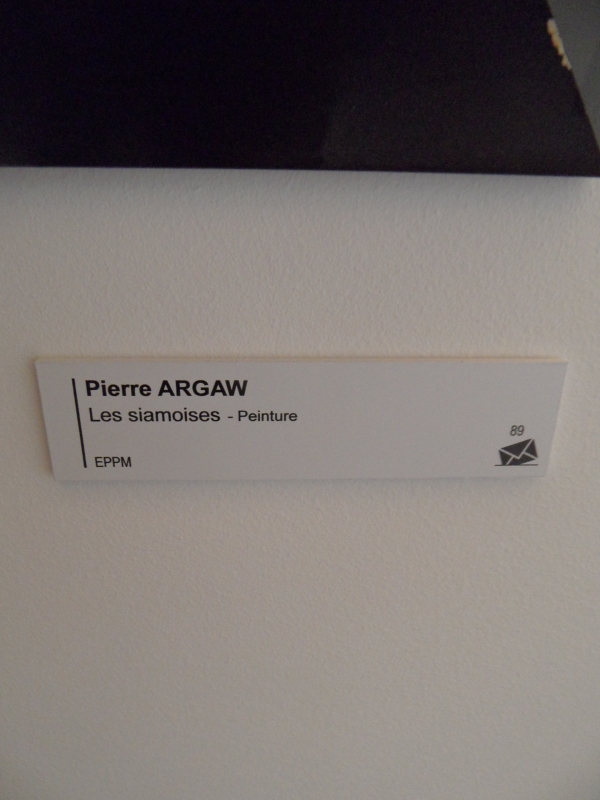 Pierre ARGAW
Les siamoises - Peinture
89
EPPM